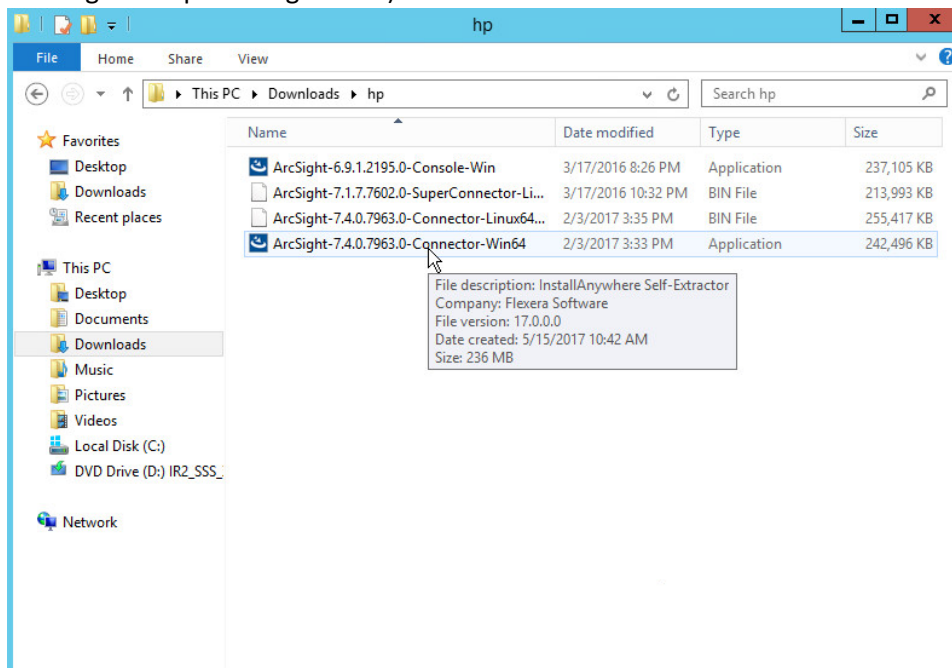 hp
File Home Share View
This PC Downloads hp Search hp
Name Date modified Type Size
Favorites
Desktop
Downloads
Recent places
This PC
Desktop
Documents
Downloads
Music
Pictures
Videos
Local Disk (C:)
DVD Drive (D:) IR2_SSS_
Network
ArcSight-6.9.1.2195.0-Console-Win 3/17/2016 8:26 PM Application 237,105 KB
ArcSight-7.1.7.7602.0-SuperConnector-Li... 3/17/2016 10:32 PM BIN File 213,993 KB
ArcSight-7.4.0.7963.0-Connector-Linux64... 2/3/2017 3:35 PM BIN File 255,417 KB
ArcSight-7.4.0.7963.0-Connector-Win64 2/3/2017 3:33 PM Application 242,496 KB
File description: InstallAnywhere Self-Extractor
Company: Flexera Software
File version: 17.0.0.0
Date created: 5/15/2017 10:42 AM
Size: 236 MB